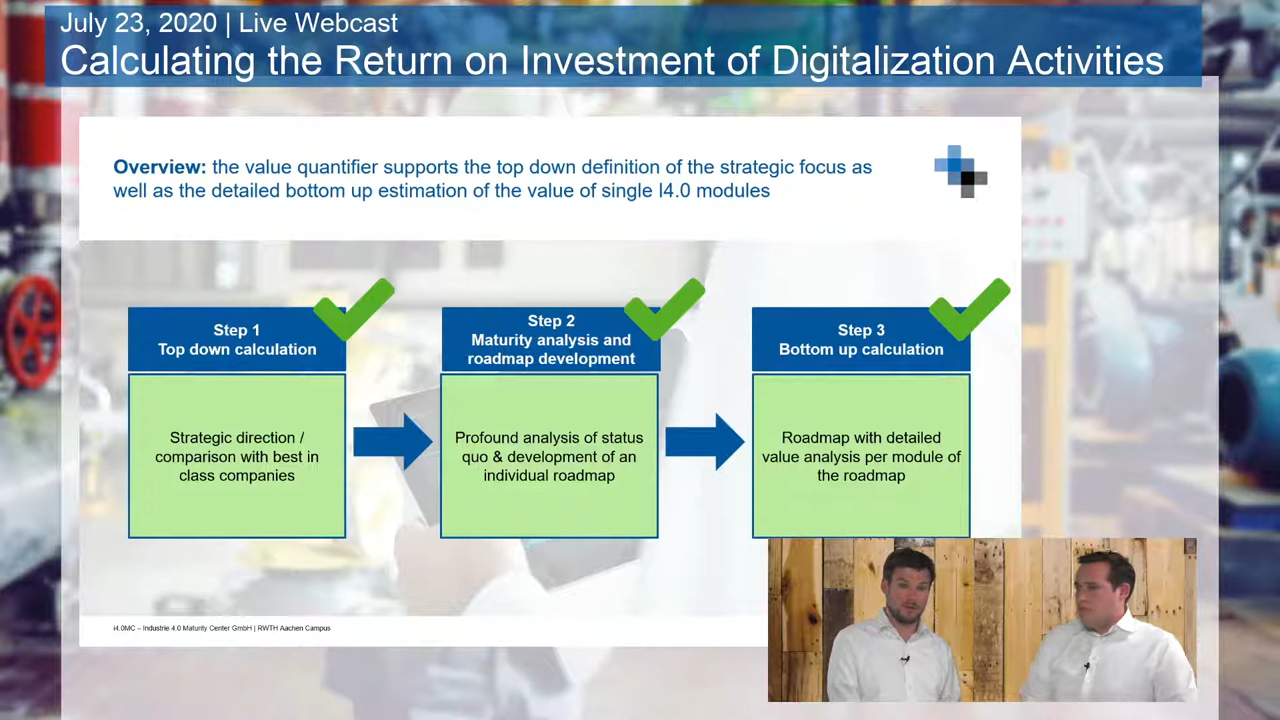 July 23, 2020 | Live Webcast
Calculating the Return on Investment of Digitalization Activities
Overview: the value quantifier supports the top down definition of the strategic focus as
well as the detailed bottom up estimation of the value of single I4.0 modules
Step 1
Top down calculation
Strategic direction /
comparison with best in
class companies
Step 2
Maturity analysis and
roadmap development
Profound analysis of status
quo & development of an
individual roadmap
Step 3
Bottom up calculation
Roadmap with detailed
value analysis per module of
the roadmap
i4.0MC – Industrie 4.0 Maturity Center GmbH | RWTH Aachen Campus